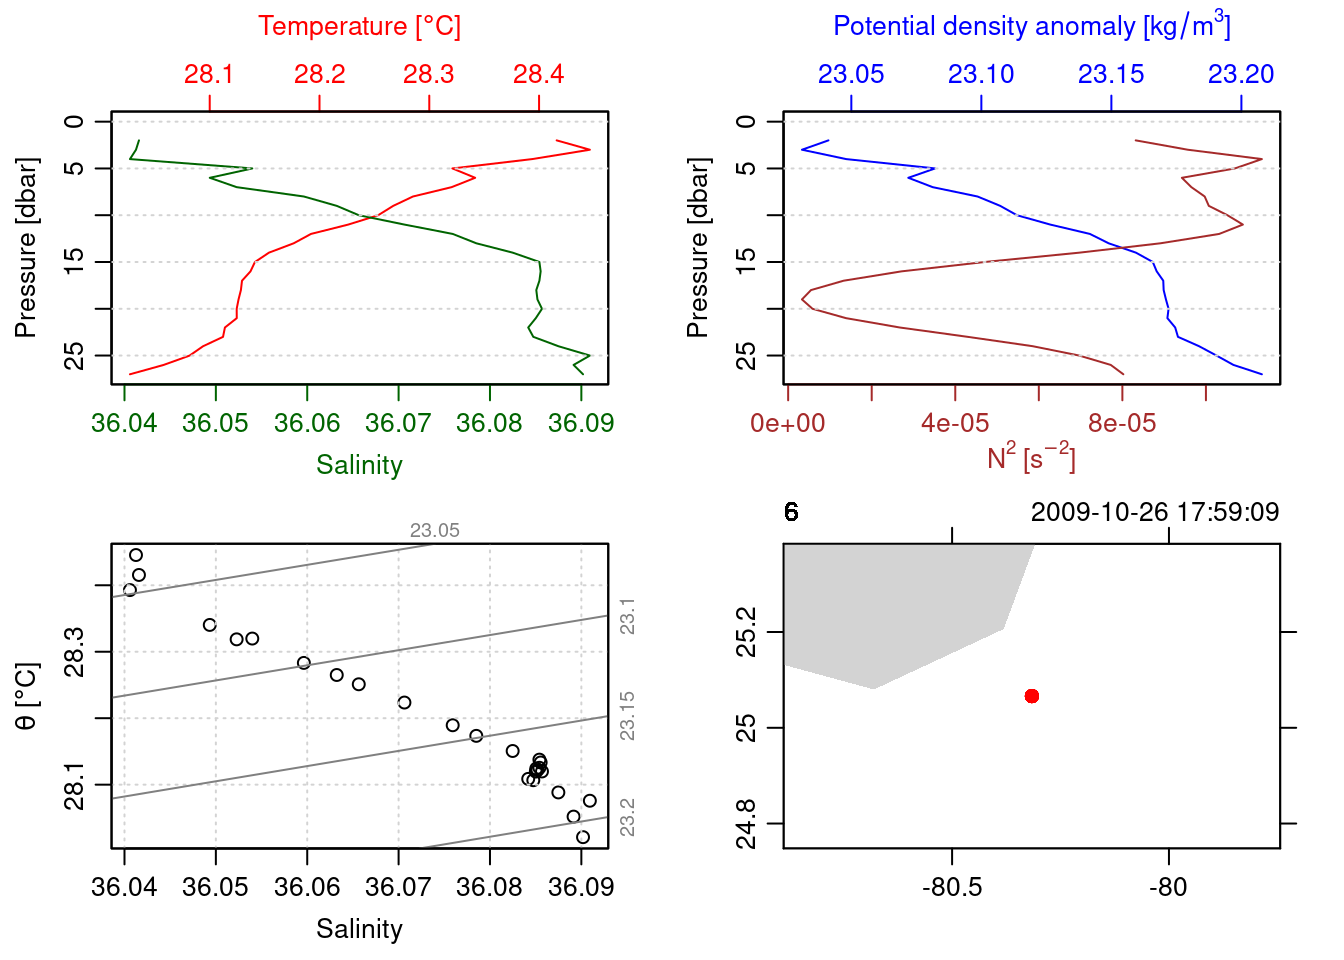 Temperature [°C]
28.1 28.2 28.3 28.4
Pressure [dbar]
0
5
15
25
36.04 36.05 36.06 36.07 36.08 36.09
Salinity
Potential density anomaly [kg/m³]
23.05 23.10 23.15 23.20
Pressure [dbar]
0
5
15
25
0e+00 4e-05 8e-05
N² [s⁻²]
23.05
23.1
23.15
23.2
θ [°C]
28.3
28.1
36.04 36.05 36.06 36.07 36.08 36.09
Salinity
6 2009-10-26 17:59:09
25.2
25
24.8
-80.5 -80